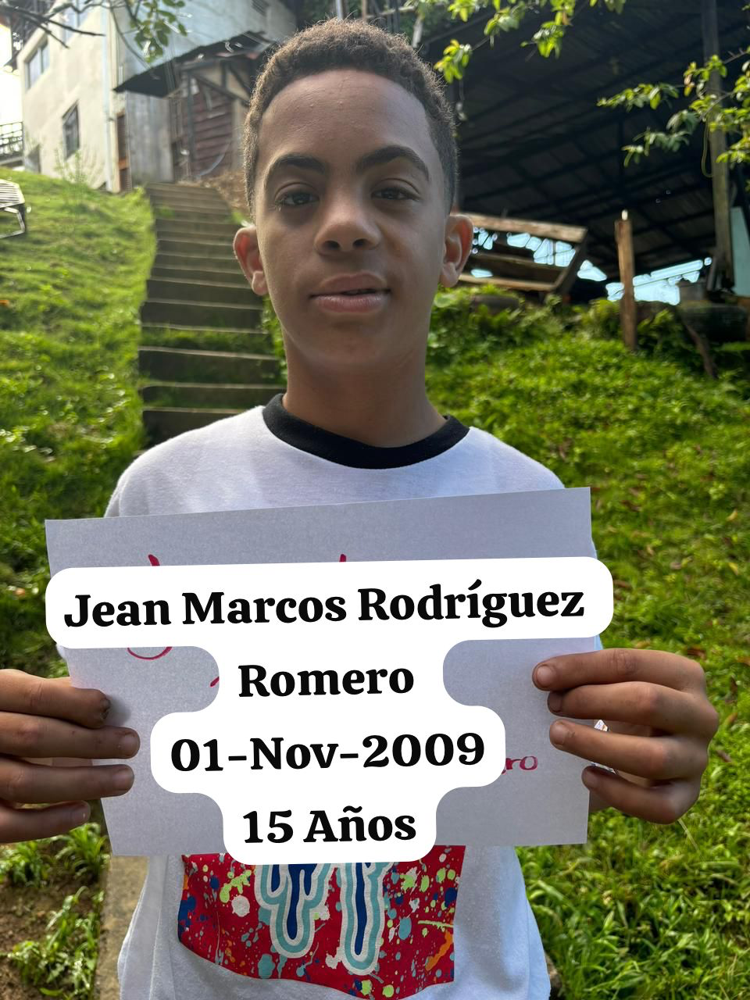 Jean Marcos Rodríguez
Romero
01-Nov-2009
15 Años